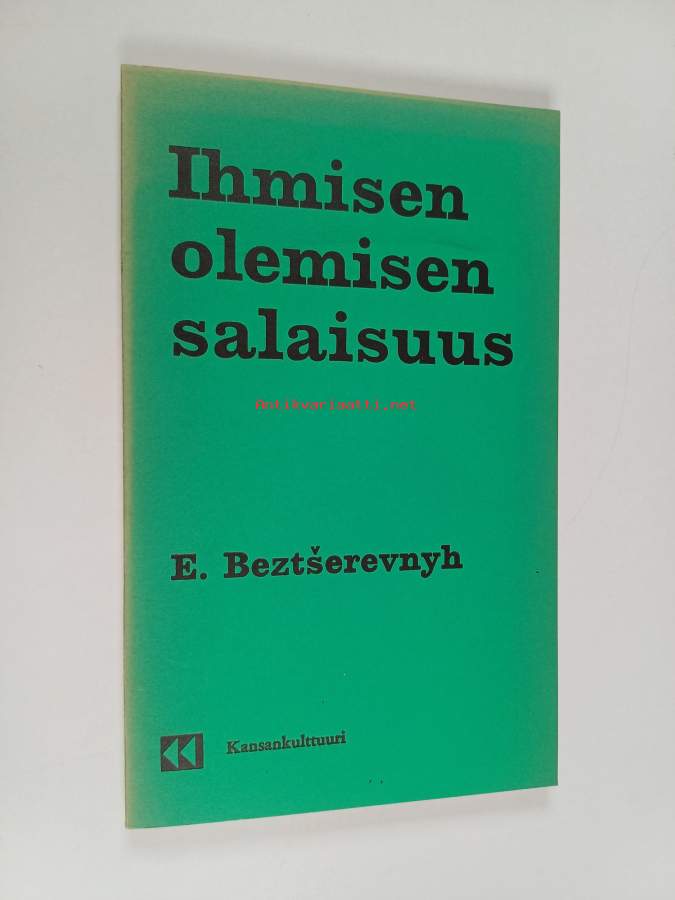 Ihmisen
olemisen
salaisuus
Antikvariaatti.net
E. Beztšerevnyh
Kansankulttuuri